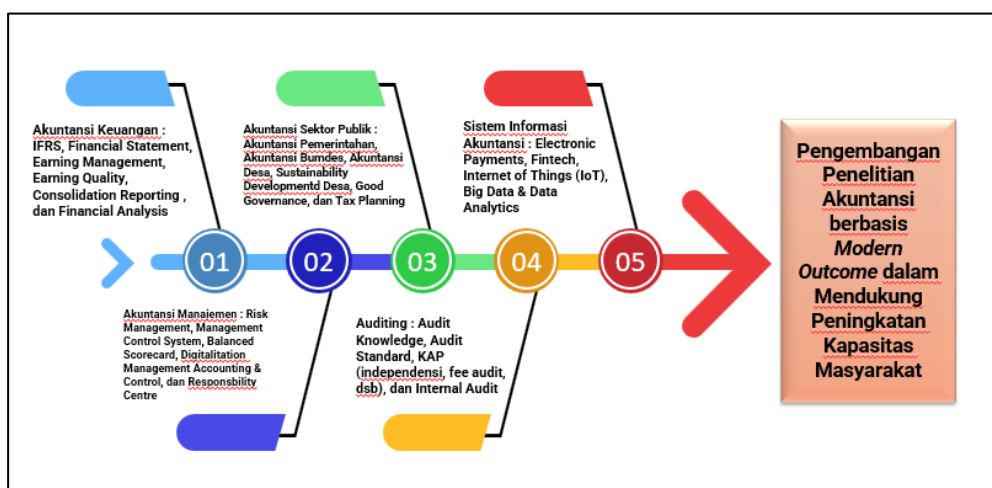 Akuntansi Keuangan :
IFRS, Financial Statement,
Earning Management,
Earning Quality,
Consolidation Reporting ,
dan Financial Analysis
Akuntansi Sektor Publik :
Akuntansi Pemerintahan,
Akuntansi Bumdes, Akuntansi
Desa, Sustainability
Developmentd Desa, Good
Governance, dan Tax Planning
Sistem Informasi
Akuntansi : Electronic
Payments, Fintech,
Internet of Things (IoT),
Big Data & Data
Analytics
01
02
03
04
05
Akuntansi Manajemen : Risk
Management, Management
Control System, Balanced
Scorecard, Digitalitation
Management Accounting &
Control, dan Responsbility
Centre
Auditing : Audit
Knowledge, Audit
Standard, KAP
(independensi, fee audit,
dsb), dan Internal Audit
Pengembangan
Penelitian
Akuntansi
berbasis
Modern
Outcome dalam
Mendukung
Peningkatan
Kapasitas
Masyarakat